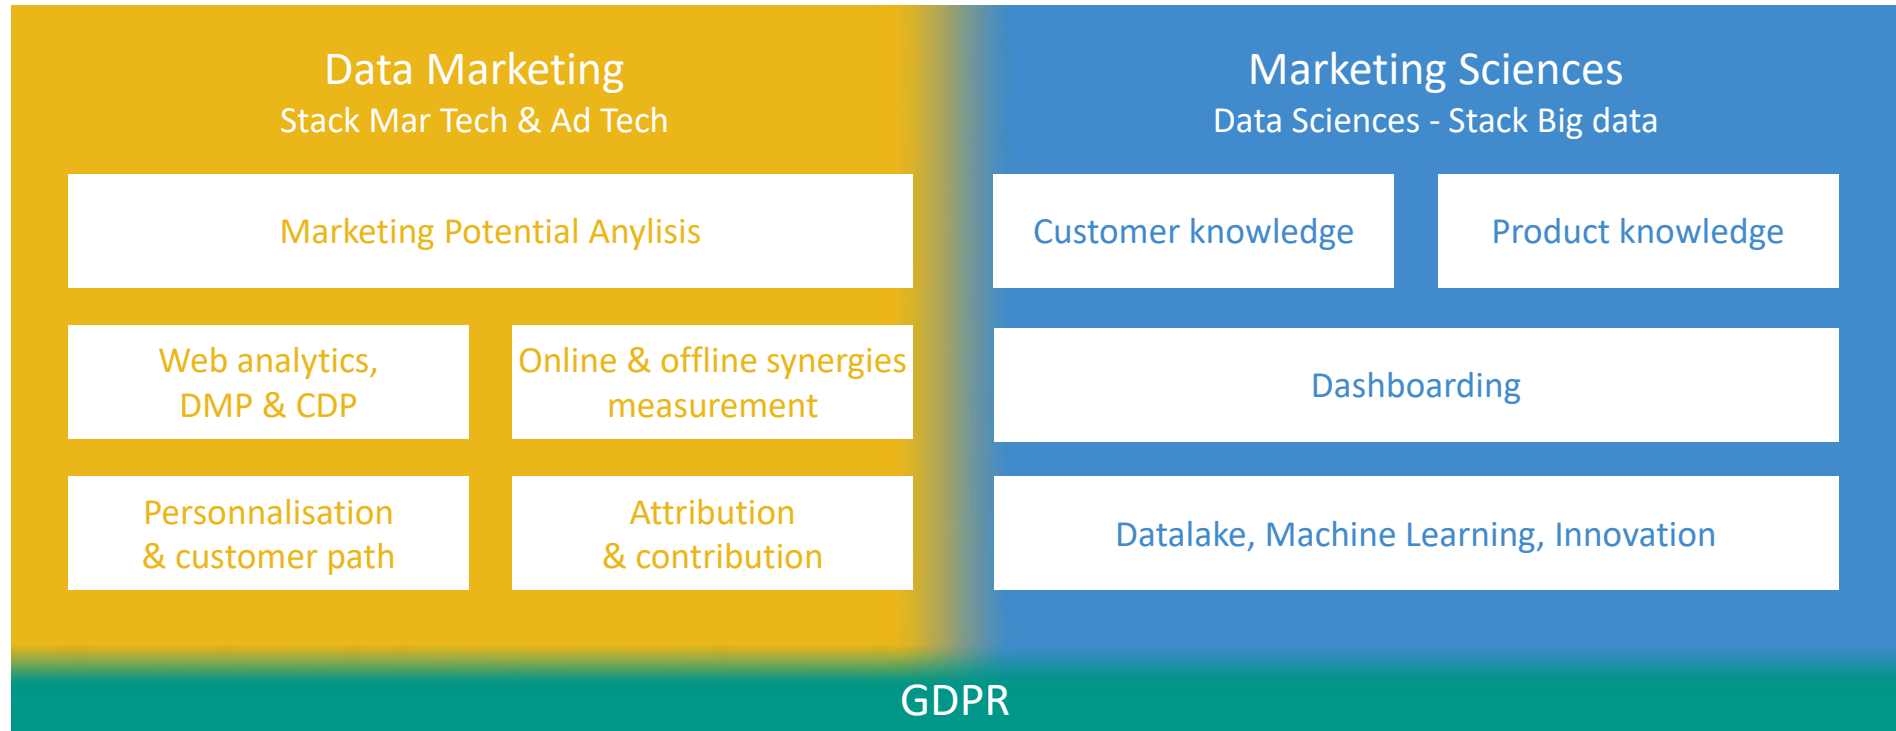 Data Marketing
Stack Mar Tech & Ad Tech
Marketing Potential Anylisis
Web analytics,
DMP & CDP
Online & offline synergies
measurement
Personnalisation
& customer path
Attribution
& contribution
Marketing Sciences
Data Sciences - Stack Big data
Customer knowledge
Product knowledge
Dashboarding
Datalake, Machine Learning, Innovation
GDPR